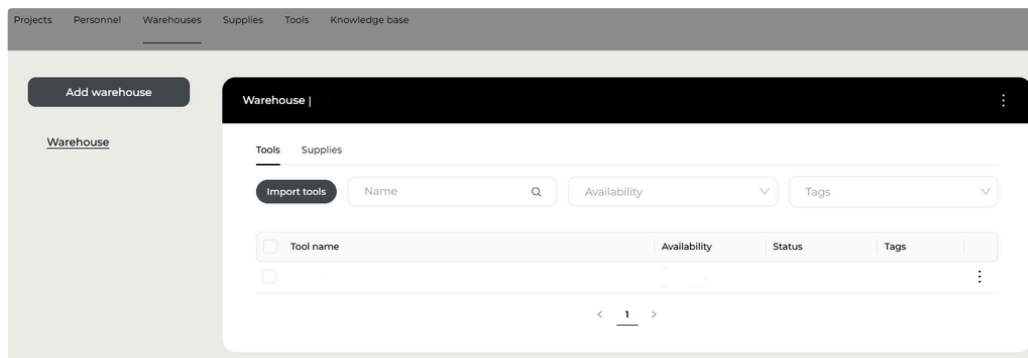 Projects Personnel Warehouses Supplies Tools Knowledge base
Add warehouse
Warehouse
Warehouse |
Tools Supplies
Import tools Name Availability Tags
Tool name Availability Status Tags
< 1 >